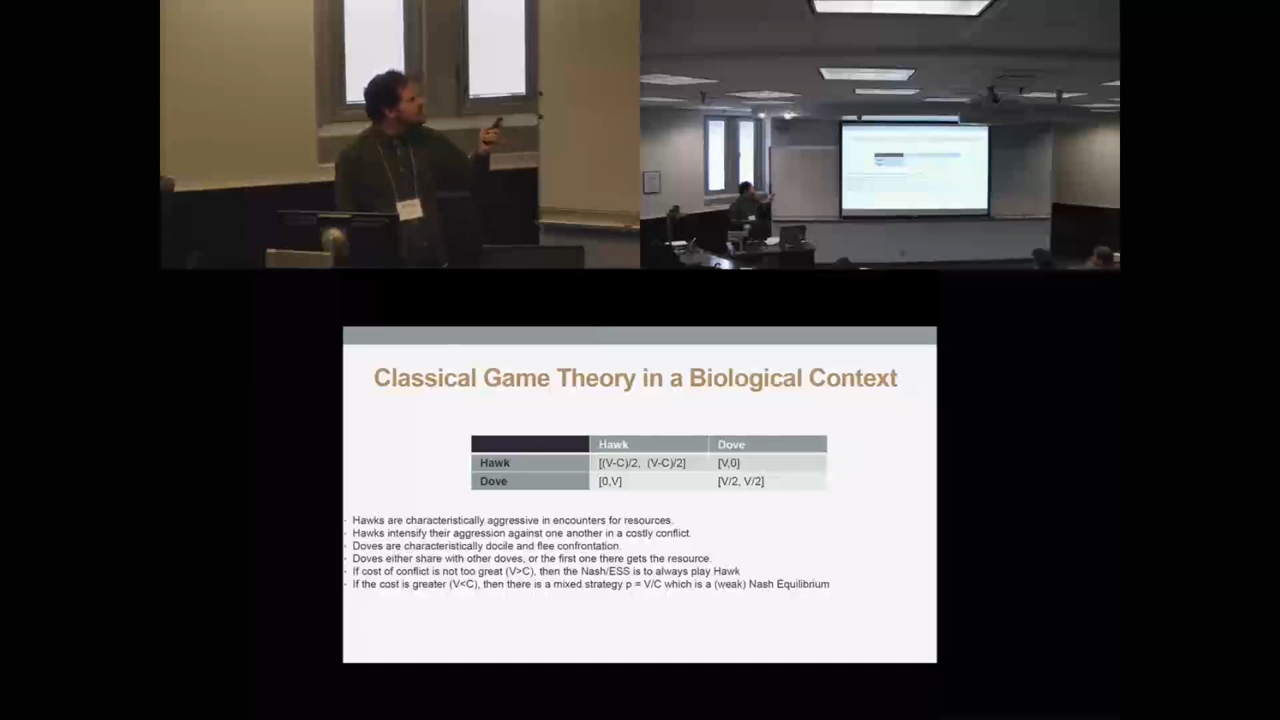 Classical Game Theory in a Biological Context
Hawk Dove
Hawk [(V-C)/2, (V-C)/2] [V,0]
Dove [0,V] [V/2, V/2]
- Hawks are characteristically aggressive in encounters for resources.
- Hawks intensify their aggression against one another in a costly conflict.
- Doves are characteristically docile and flee confrontation.
- Doves either share with other doves, or the first one there gets the resource.
- If cost of conflict is not too great (V>C), then the Nash/ESS is to always play Hawk
- If the cost is greater (V<C), then there is a mixed strategy p = V/C which is a (weak) Nash Equilibrium